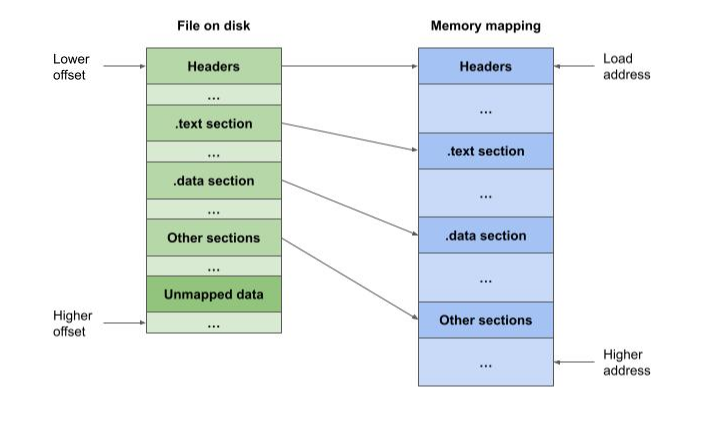 File on disk
Memory mapping
Lower
offset
Headers
...
.text section
...
.data section
...
Other sections
...
Unmapped data
...
Higher
offset
Headers
...
.text section
...
.data section
...
Other sections
...
Load
address
Higher
address